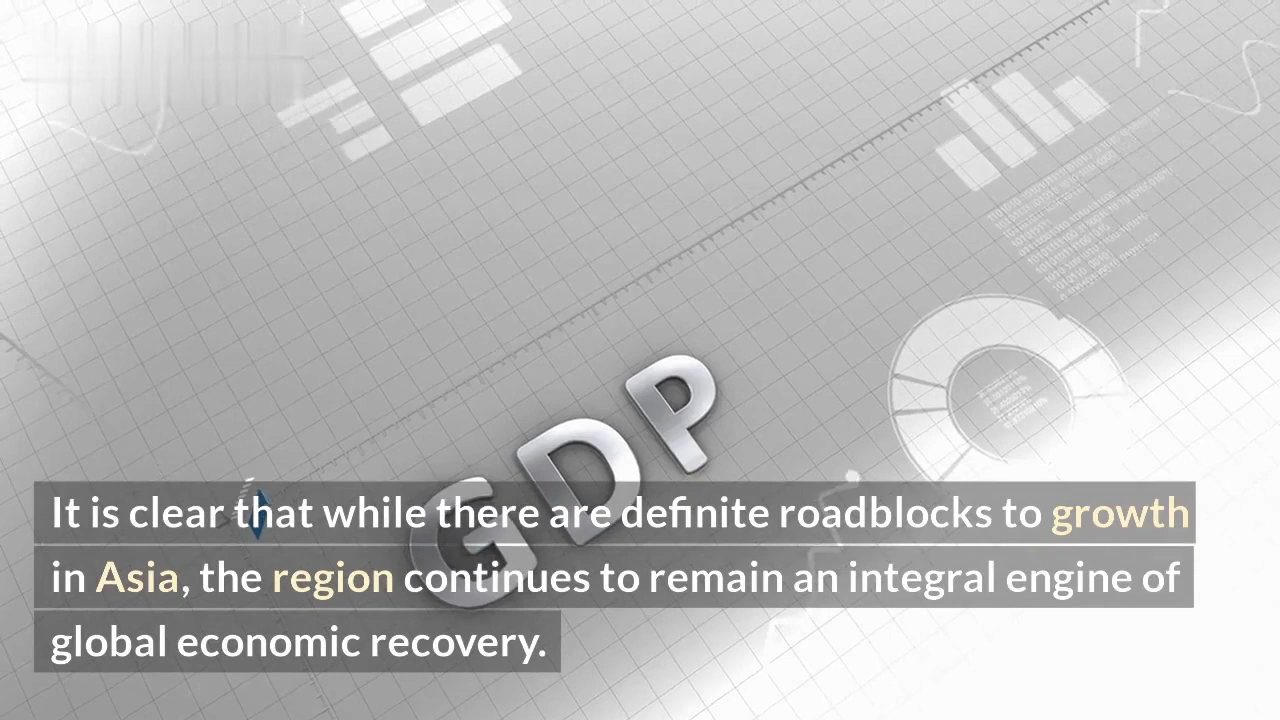 GDP
It is clear that while there are definite roadblocks to growth
in Asia, the region continues to remain an integral engine of
global economic recovery.